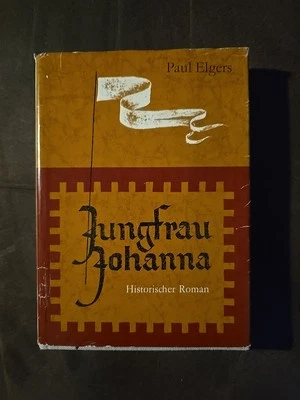 Paul Elgers
Jungfrau
Johanna
Historischer Roman